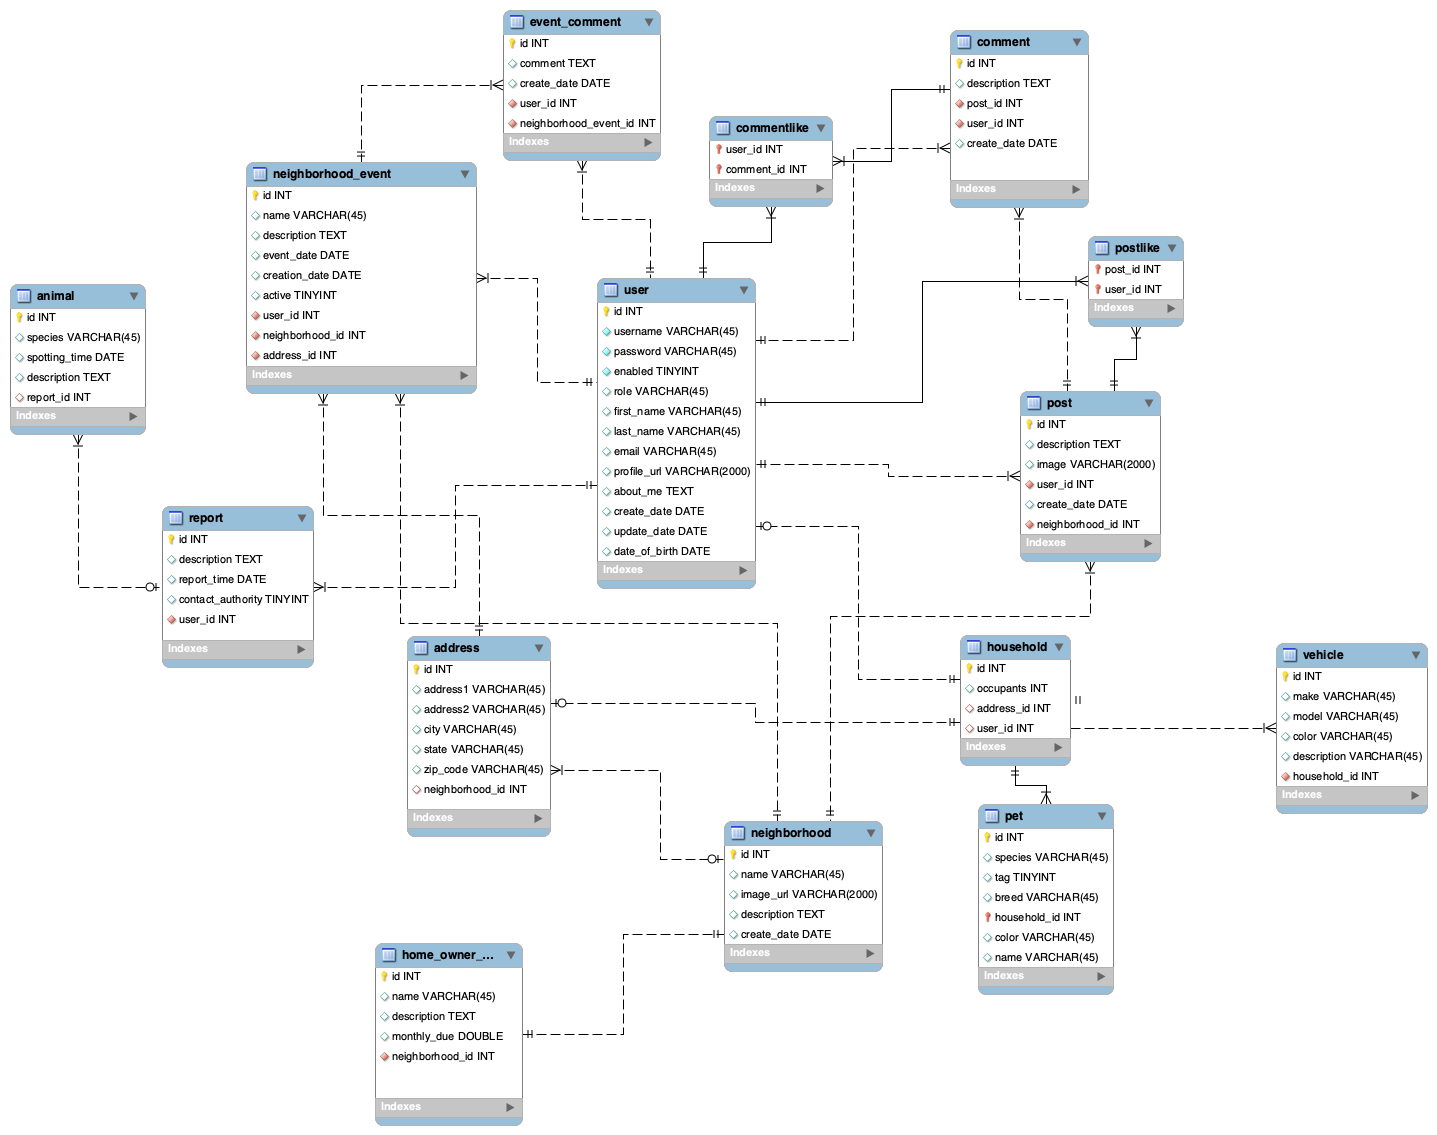 event_comment
id INT
comment TEXT
create_date DATE
user_id INT
neighborhood_event_id INT
Indexes
comment
id INT
description TEXT
post_id INT
user_id INT
create_date DATE
Indexes
commentlike
user_id INT
comment_id INT
Indexes
neighborhood_event
id INT
name VARCHAR(45)
description TEXT
event_date DATE
creation_date DATE
active TINYINT
user_id INT
neighborhood_id INT
address_id INT
Indexes
postlike
post_id INT
user_id INT
Indexes
animal
id INT
species VARCHAR(45)
spotting_time DATE
description TEXT
report_id INT
Indexes
user
id INT
username VARCHAR(45)
password VARCHAR(45)
enabled TINYINT
role VARCHAR(45)
first_name VARCHAR(45)
last_name VARCHAR(45)
email VARCHAR(45)
profile_url VARCHAR(2000)
about_me TEXT
create_date DATE
update_date DATE
date_of_birth DATE
Indexes
post
id INT
description TEXT
image VARCHAR(2000)
user_id INT
create_date DATE
neighborhood_id INT
Indexes
report
id INT
description TEXT
report_time DATE
contact_authority TINYINT
user_id INT
Indexes
address
id INT
address1 VARCHAR(45)
address2 VARCHAR(45)
city VARCHAR(45)
state VARCHAR(45)
zip_code VARCHAR(45)
neighborhood_id INT
Indexes
household
id INT
occupants INT
address_id INT
user_id INT
Indexes
vehicle
id INT
make VARCHAR(45)
model VARCHAR(45)
color VARCHAR(45)
description VARCHAR(45)
household_id INT
Indexes
neighborhood
id INT
name VARCHAR(45)
image_url VARCHAR(2000)
description TEXT
create_date DATE
Indexes
pet
id INT
species VARCHAR(45)
tag TINYINT
breed VARCHAR(45)
household_id INT
color VARCHAR(45)
name VARCHAR(45)
Indexes
home_owner_...
id INT
name VARCHAR(45)
description TEXT
monthly_due DOUBLE
neighborhood_id INT
Indexes